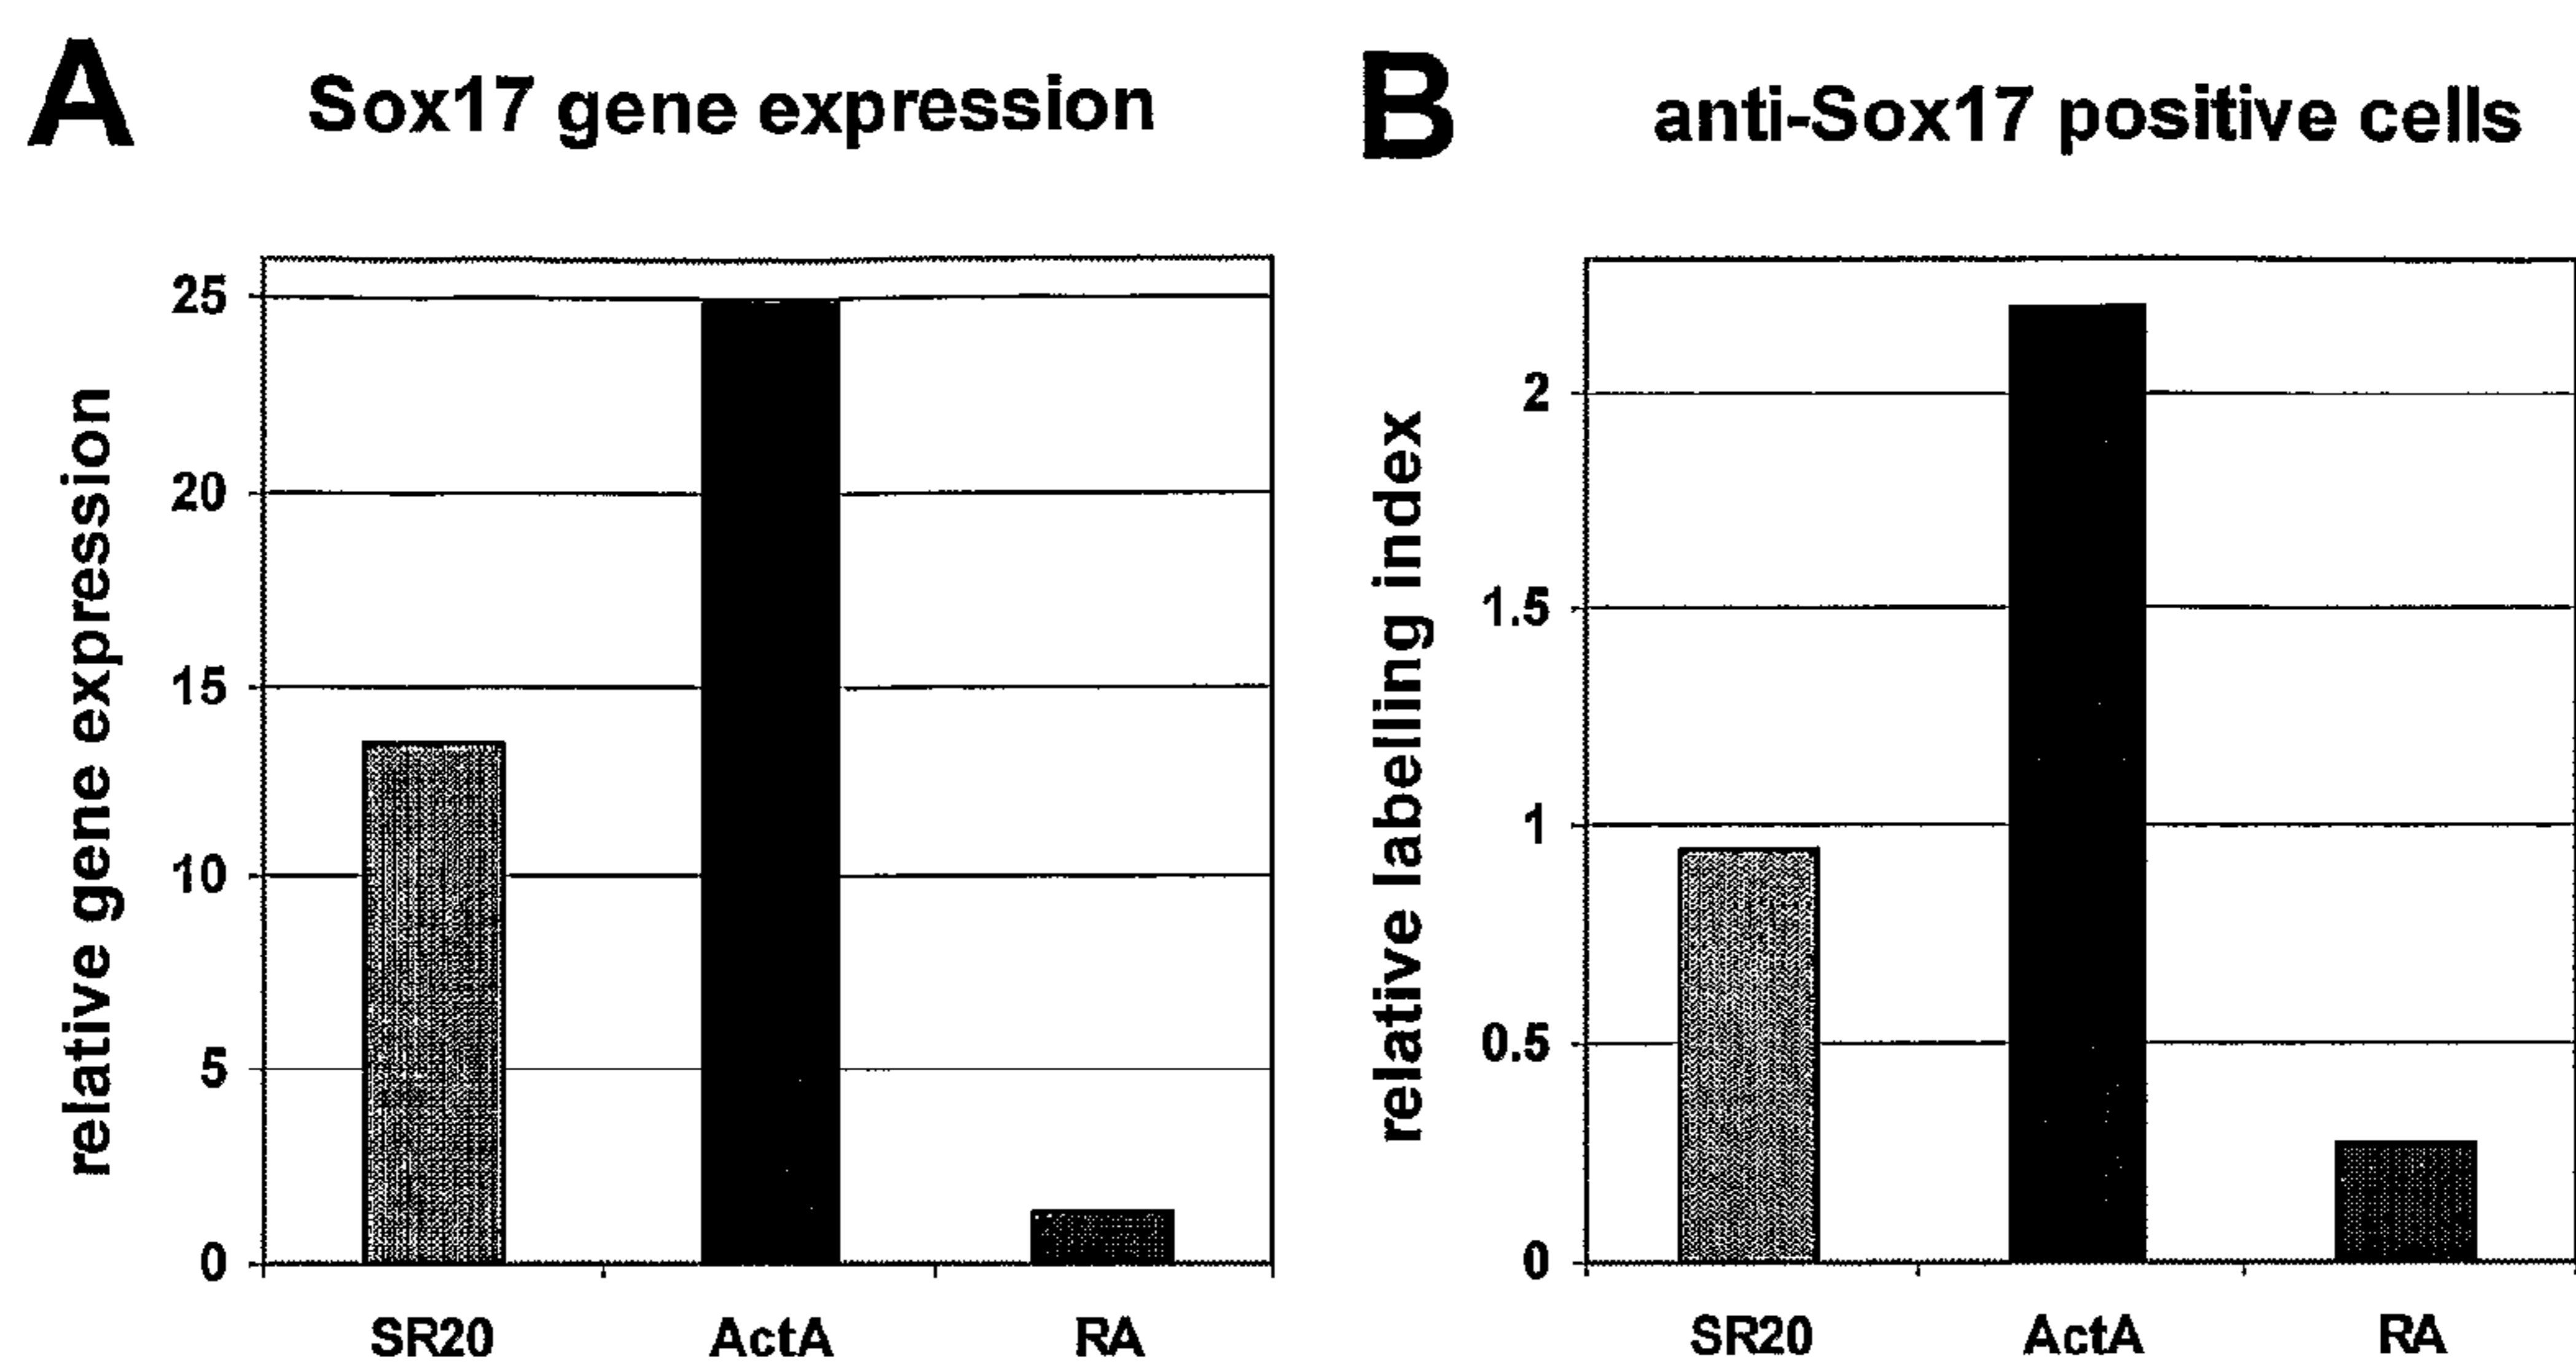 A Sox17 gene expression
relative gene expression
25
20
15
10
5
0
SR20 ActA RA
B anti-Sox17 positive cells
relative labelling index
2
1.5
1
0.5
0
SR20 ActA RA